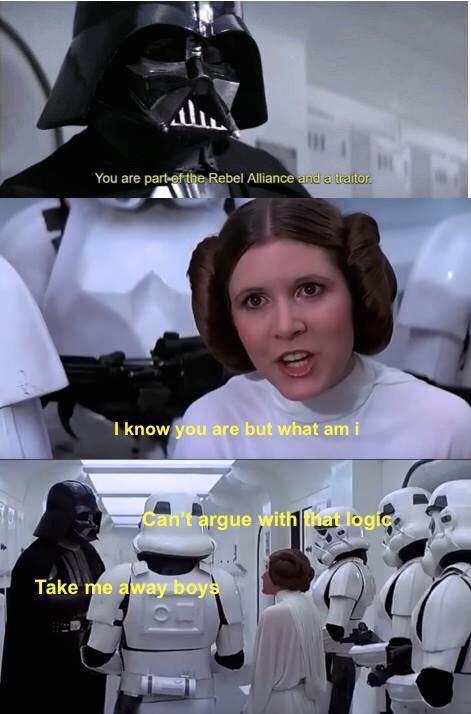 You are part of the Rebel Alliance and a traitor.
I know you are but what am i
Can't argue with that logic
Take me away boys